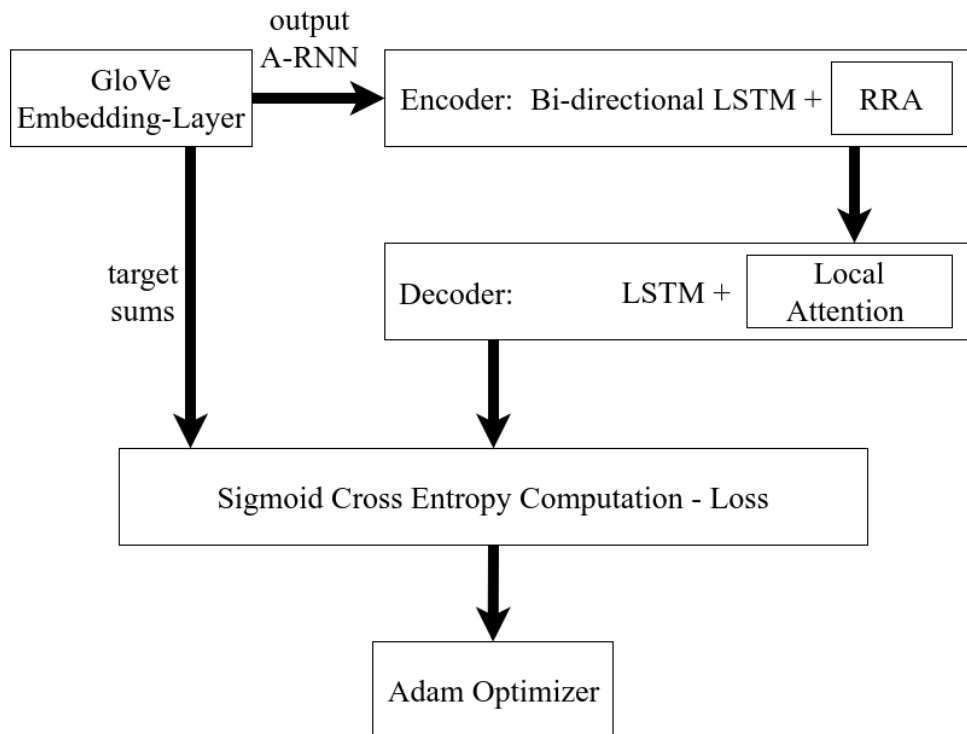 output
A-RNN
GloVe
Embedding-Layer
Encoder: Bi-directional LSTM + RRA
target
sums
Decoder: LSTM + Local
Attention
Sigmoid Cross Entropy Computation - Loss
Adam Optimizer